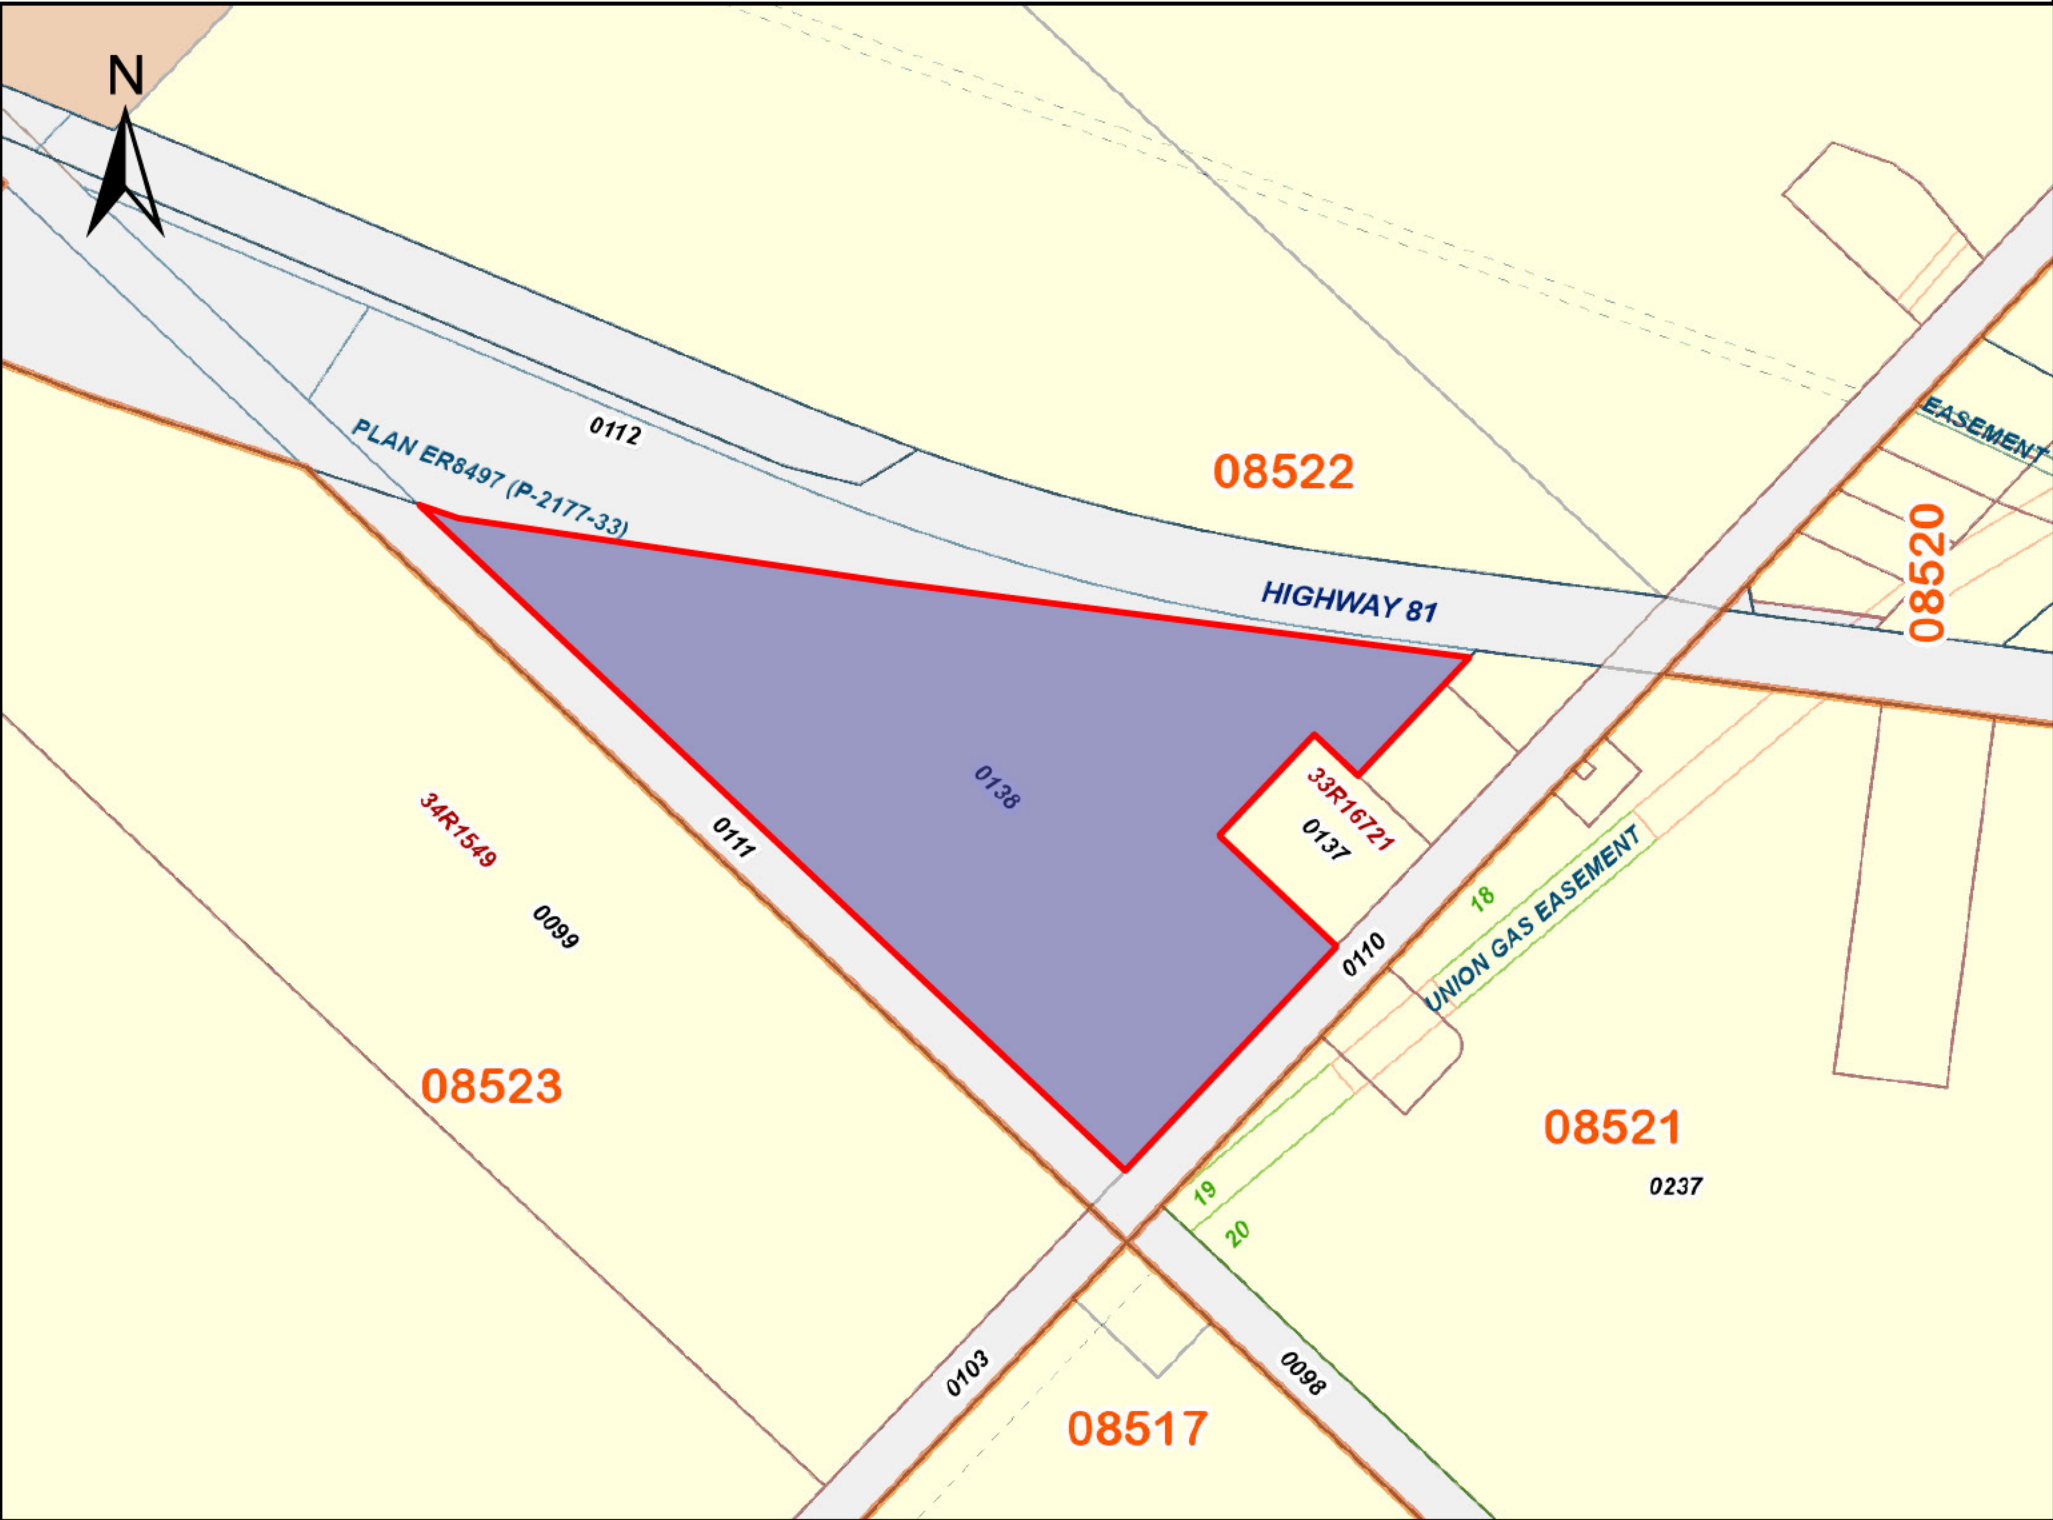 N
EASEMENT
0112
PLAN ER8497 (P-2177-33)
08522
08520
HIGHWAY 81
0138
33R16721
0137
34R1549
0111
0099
18
UNION GAS EASEMENT
0110
08523
08521
0237
19
20
0103
0098
08517